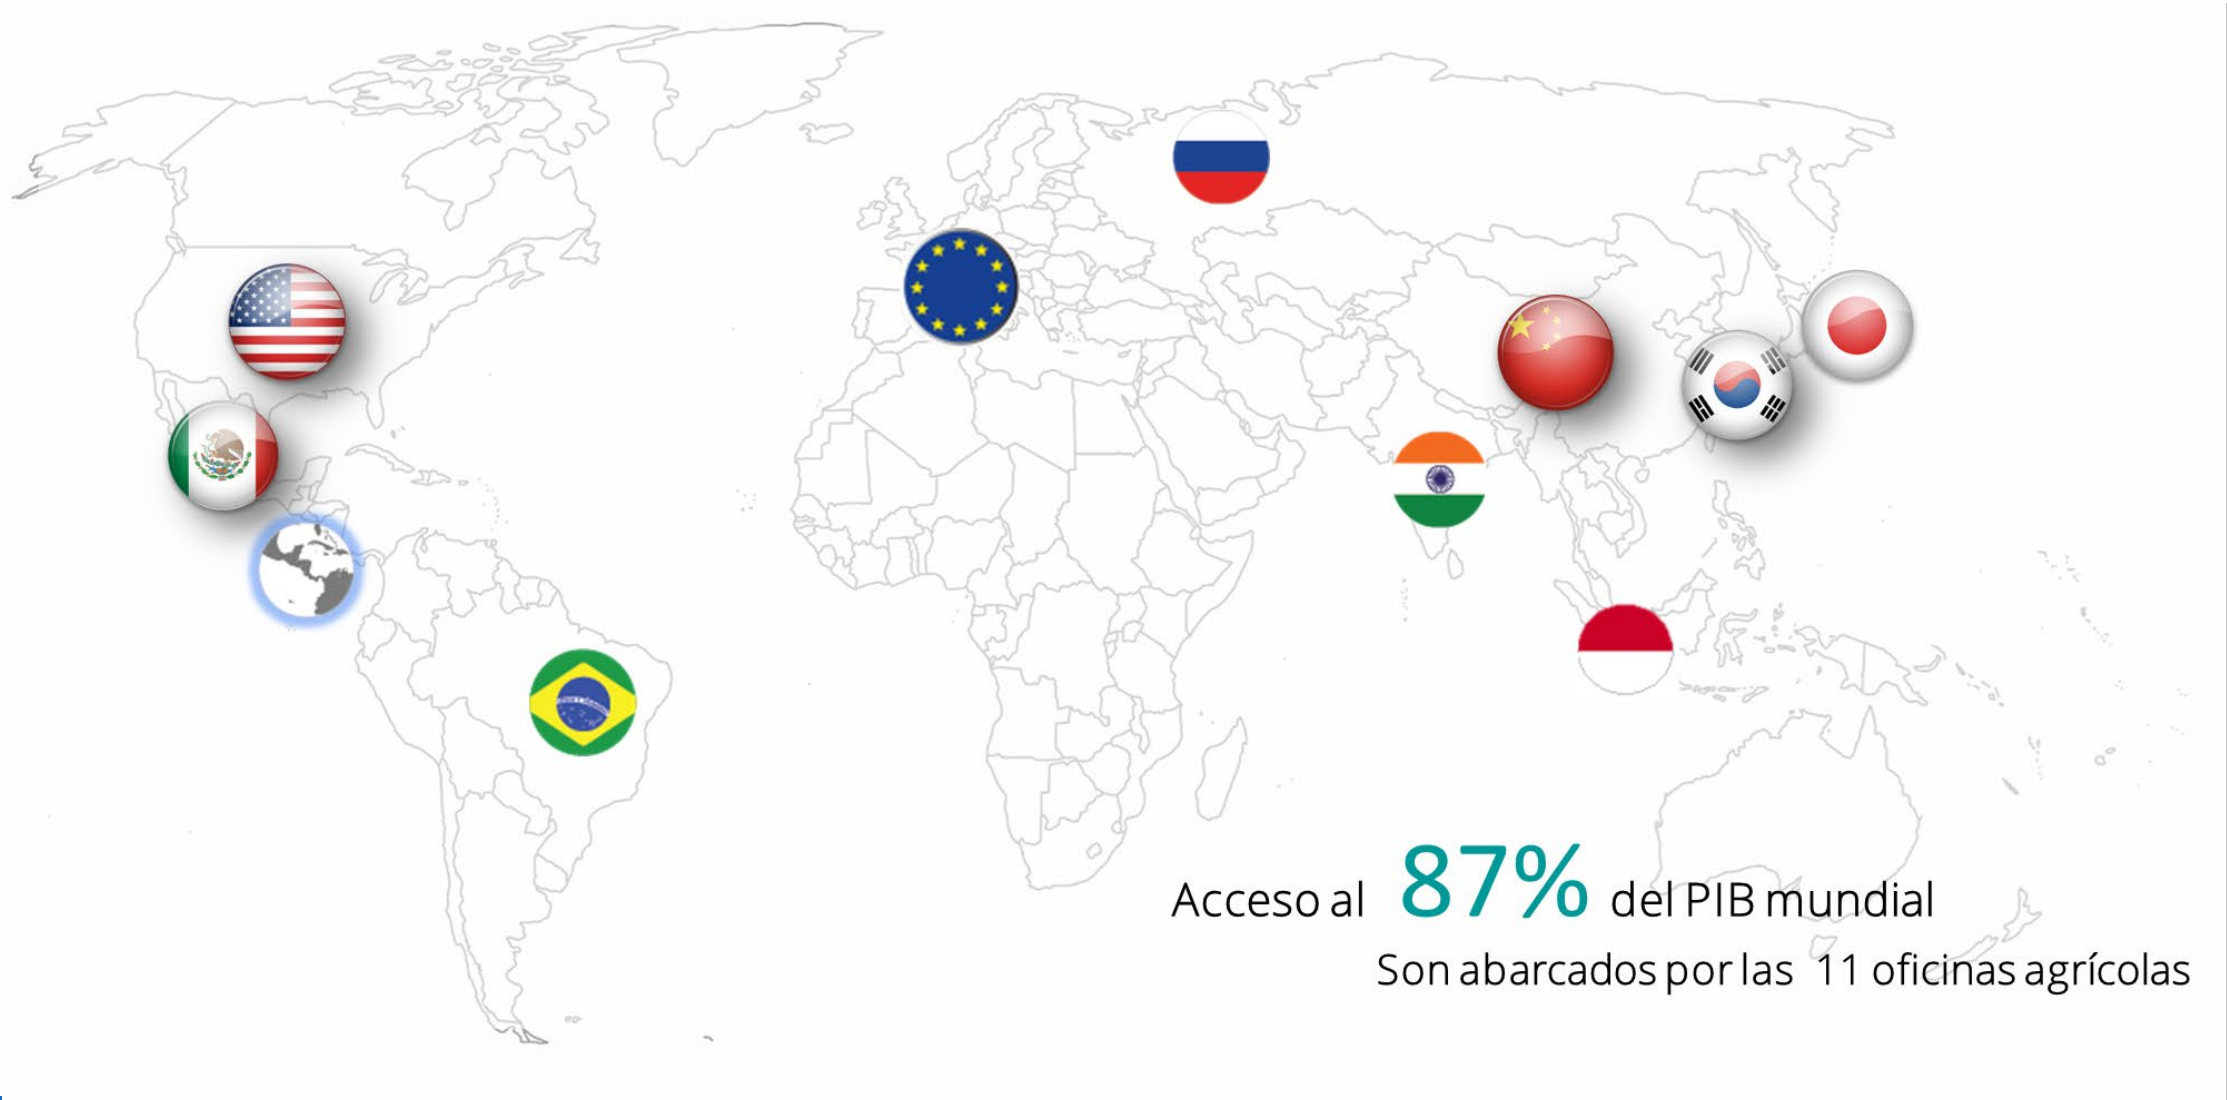 Acceso al 87% del PIB mundial
Son abarcados por las 11 oficinas agrícolas